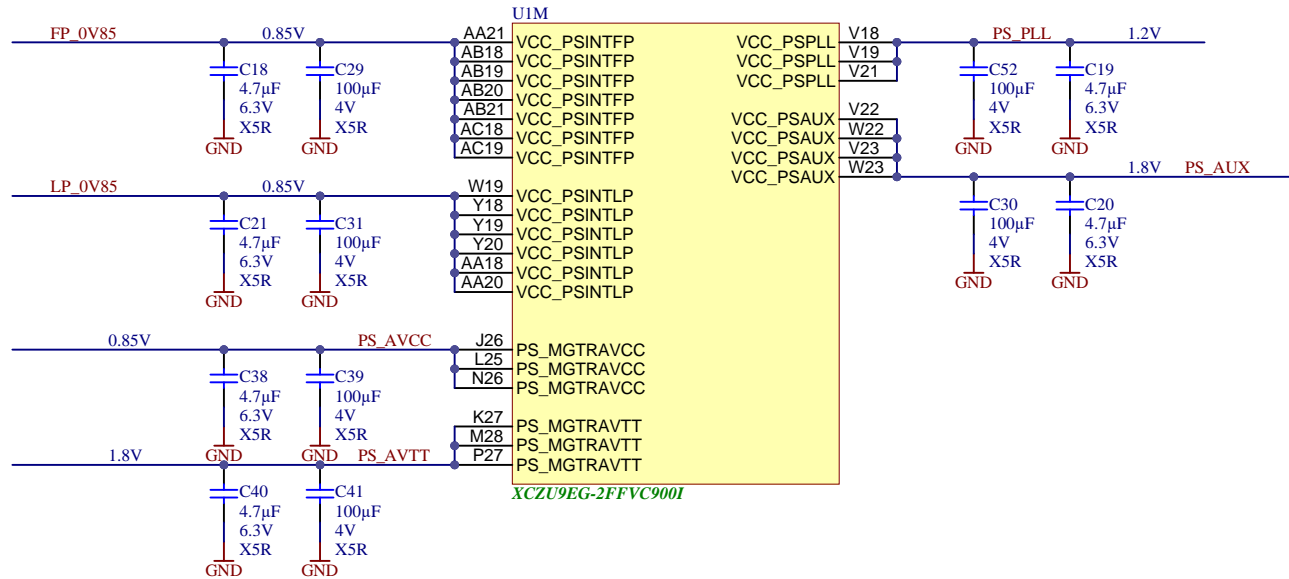 U1M
FP_0V85 0.85V AA21 VCC_PSINTFP VCC_PSPLL V18 PS_PLL 1.2V
AB18 VCC_PSINTFP VCC_PSPLL V19
AB19 VCC_PSINTFP VCC_PSPLL V21
AB20 VCC_PSINTFP
AB21 VCC_PSINTFP VCC_PSAUX V22
AC18 VCC_PSINTFP VCC_PSAUX W22
AC19 VCC_PSINTFP VCC_PSAUX V23
VCC_PSAUX W23 1.8V PS_AUX
C18 C29 C52 C19
4.7µF 100µF 100µF 4.7µF
6.3V 4V 4V 6.3V
X5R X5R X5R X5R
GND GND GND GND
LP_0V85 0.85V W19 VCC_PSINTLP
Y18 VCC_PSINTLP
Y19 VCC_PSINTLP
Y20 VCC_PSINTLP
AA18 VCC_PSINTLP
AA20 VCC_PSINTLP
C21 C31 C30 C20
4.7µF 100µF 100µF 4.7µF
6.3V 4V 4V 6.3V
X5R X5R X5R X5R
GND GND GND GND
0.85V PS_AVCC J26 PS_MGTRAVCC
L25 PS_MGTRAVCC
N26 PS_MGTRAVCC
C38 C39
4.7µF 100µF
6.3V 4V
X5R X5R
GND GND
K27 PS_MGTRAVTT
M28 PS_MGTRAVTT
1.8V PS_AVTT P27 PS_MGTRAVTT
XCZU9EG-2FFVC900I
C40 C41
4.7µF 100µF
6.3V 4V
X5R X5R
GND GND